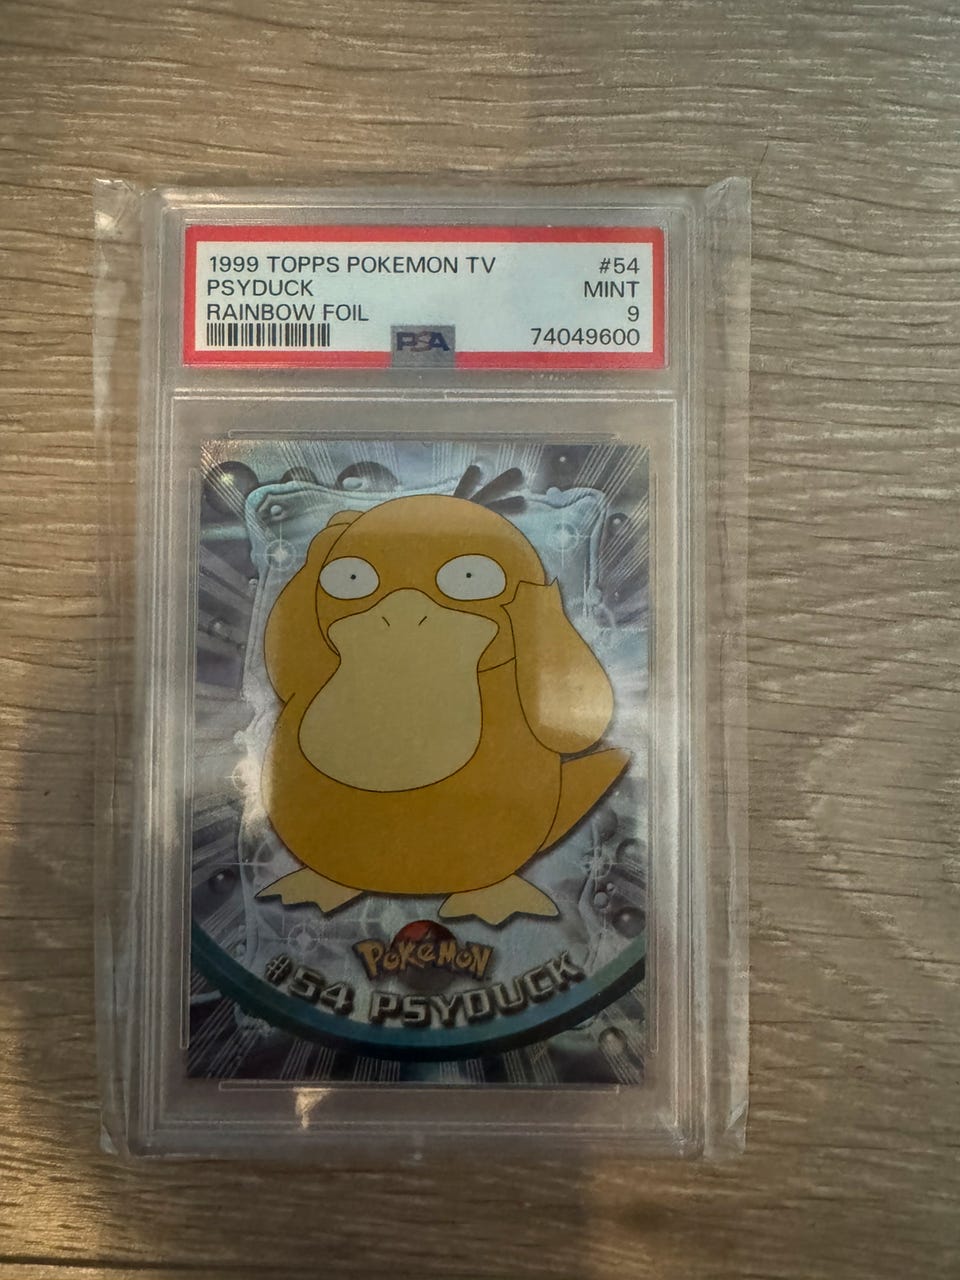 1999 TOPPS POKEMON TV #54
PSYDUCK MINT
RAINBOW FOIL 9
PSA 74049600
POKéMON
#54 PSYDUCK